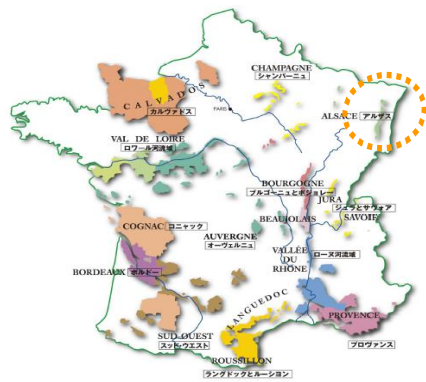 CHAMPAGNE
シャンパーニュ
CALVADOS
カルヴァドス
PARIS
ALSACE アルザス
VAL DE LOIRE
ロワール河流域
BOURGOGNE
ブルゴーニュとボジョレー
JURA
ジュラとサヴォア
SAVOIE
BEAUJOLAIS
COGNAC コニャック
AUVERGNE
オーヴェルニュ
VALLÉE
DU
RHONE
ローヌ河流域
BORDEAUX ボルドー
LANGUEDOC
PROVENCE
プロヴァンス
SUD-OUEST
スッド・ウエスト
ROUSSILLON
ラングドックとルーション